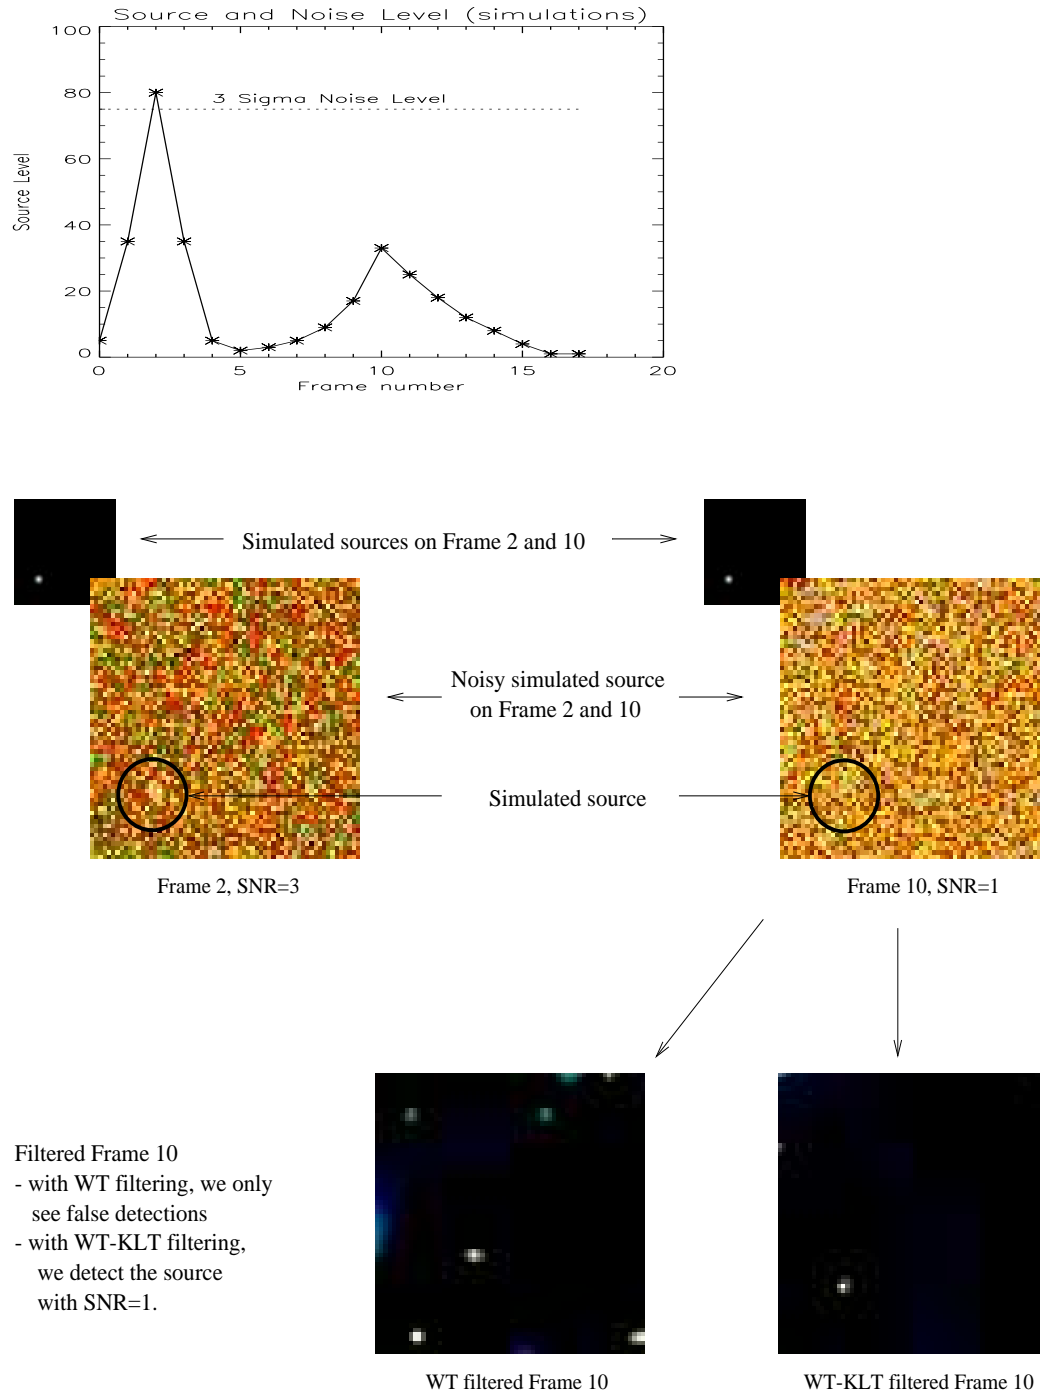 Source and Noise Level (simulations)
100
80
60
40
20
0
3 Sigma Noise Level
Source Level
0 5 10 15 20
Frame number
Simulated sources on Frame 2 and 10
Noisy simulated source
on Frame 2 and 10
Simulated source
Frame 2, SNR=3
Frame 10, SNR=1
Filtered Frame 10
- with WT filtering, we only
see false detections
- with WT-KLT filtering,
we detect the source
with SNR=1.
WT filtered Frame 10
WT-KLT filtered Frame 10